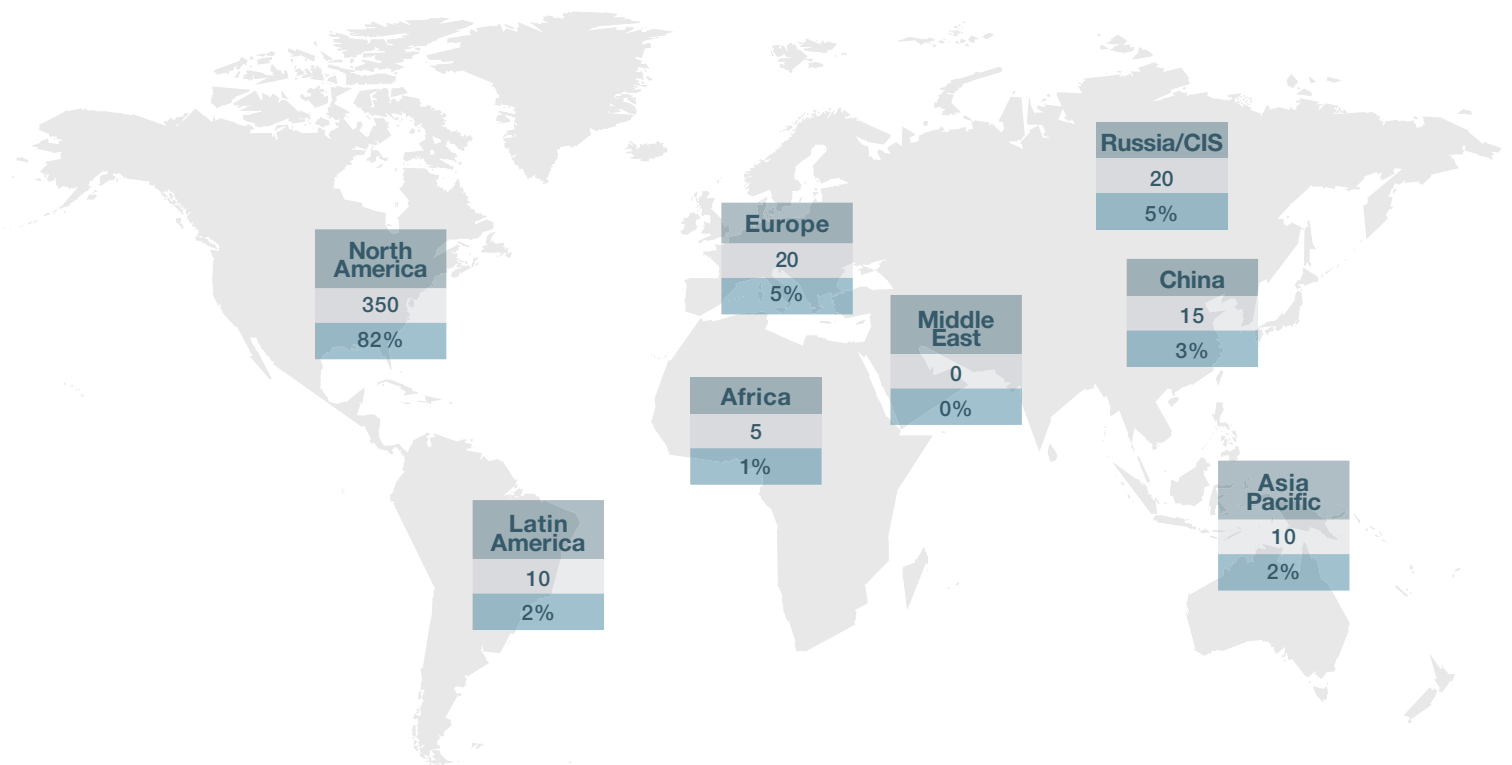 Russia/CIS
20
5%
Europe
20
5%
North
America
350
82%
China
15
3%
Middle
East
0
0%
Africa
5
1%
Asia
Pacific
10
2%
Latin
America
10
2%